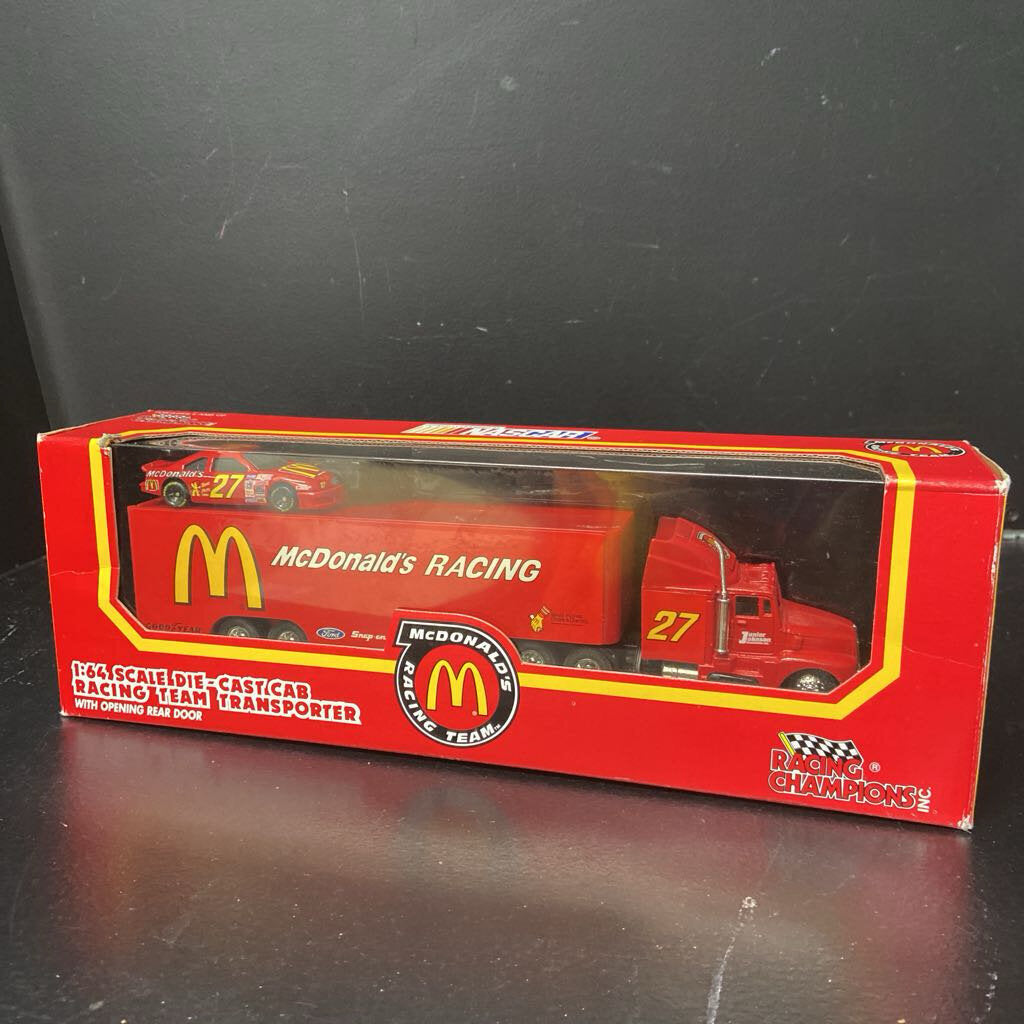 NASCAR
McDonald's
27
M
McDonald's RACING
GOODYEAR
Ford
Snap-on
27
Junior
Johnson
McDONALD'S
M
RACING TEAM™
1:64 SCALE DIE-CAST CAB
RACING TEAM TRANSPORTER
WITH OPENING REAR DOOR
RACING ®
CHAMPIONS INC.